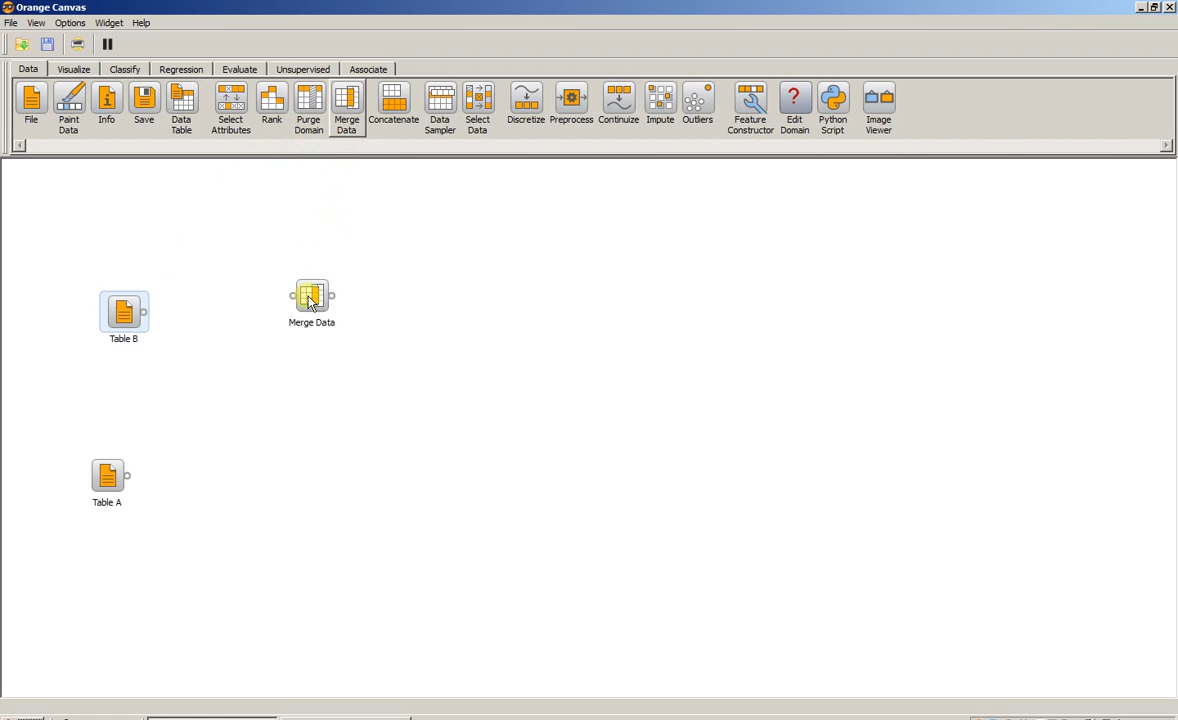 Orange Canvas
File View Options Widget Help
Data Visualize Classify Regression Evaluate Unsupervised Associate
File Paint Data Info Save Data Table Select Attributes Rank Purge Domain Merge Data Concatenate Data Sampler Select Data Discretize Preprocess Continuize Impute Outliers Feature Constructor Edit Domain Python Script Image Viewer
Merge Data
Table B
Table A